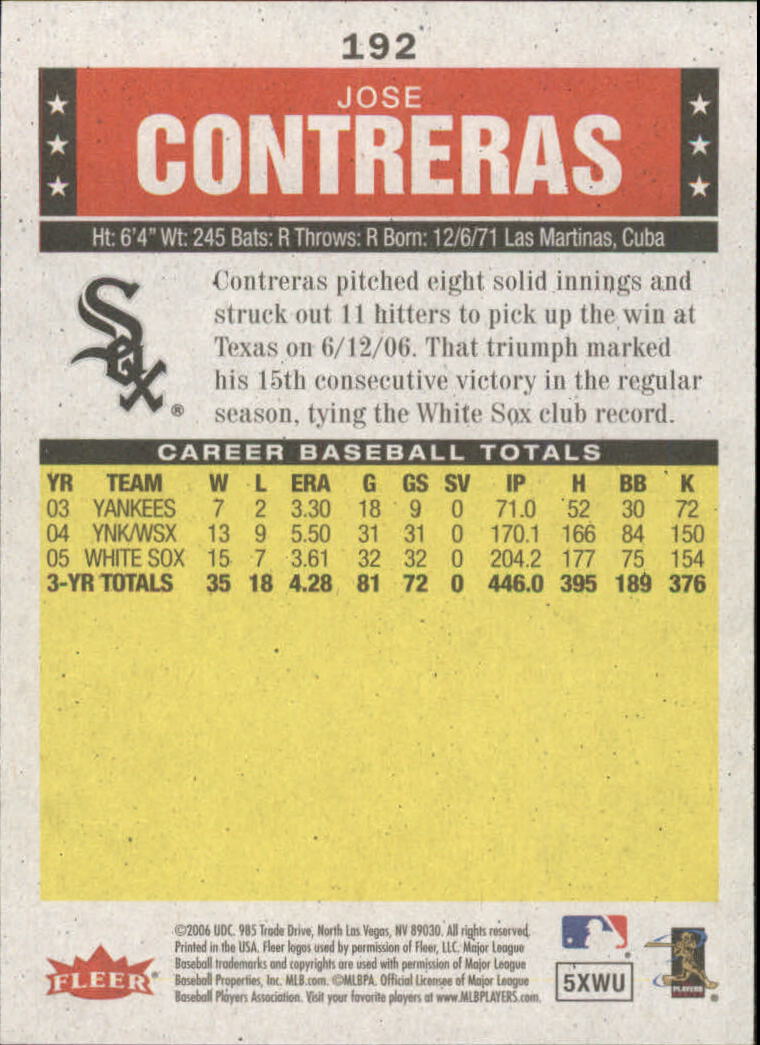 192
JOSE
CONTRERAS
Ht: 6'4" Wt: 245 Bats: R Throws: R Born: 12/6/71 Las Martinas, Cuba
Sox ®
Contreras pitched eight solid innings and
struck out 11 hitters to pick up the win at
Texas on 6/12/06. That triumph marked
his 15th consecutive victory in the regular
season, tying the White Sox club record.
CAREER BASEBALL TOTALS
YR TEAM W L ERA G GS SV IP H BB K
03 YANKEES 7 2 3.30 18 9 0 71.0 52 30 72
04 YNK/WSX 13 9 5.50 31 31 0 170.1 166 84 150
05 WHITE SOX 15 7 3.61 32 32 0 204.2 177 75 154
3-YR TOTALS 35 18 4.28 81 72 0 446.0 395 189 376
©2006 UDC. 985 Trade Drive, North Las Vegas, NV 89030. All rights reserved.
Printed in the USA. Fleer logos used by permission of Fleer, LLC. Major League
Baseball trademarks and copyrights are used with permission of Major League
Baseball Properties, Inc. MLB.com. ©MLBPA. Official Licensee of Major League
Baseball Players Association. Visit your favorite players at www.MLBPLAYERS.com.
FLEER®
5XWU
PLAYERS ®